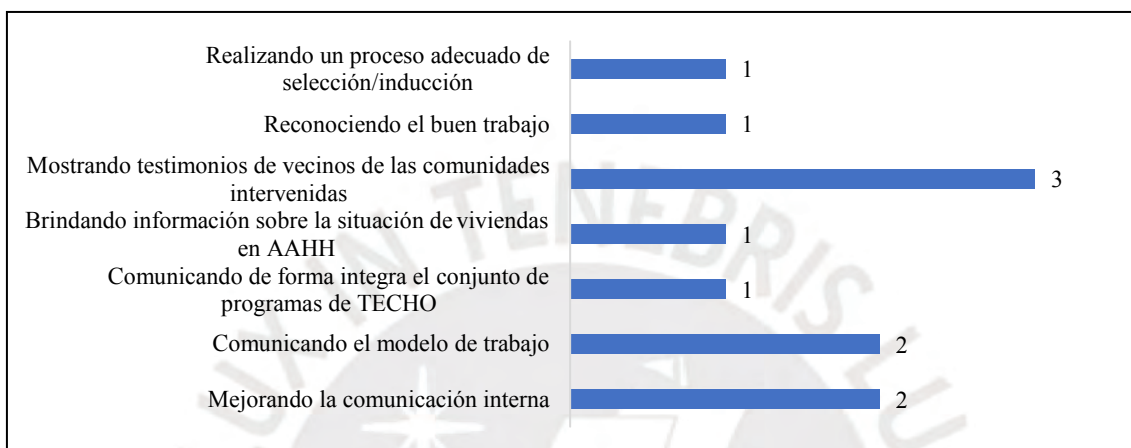 Realizando un proceso adecuado de
selección/inducción
1
Reconociendo el buen trabajo
1
Mostrando testimonios de vecinos de las comunidades
intervenidas
3
Brindando información sobre la situación de viviendas
en AAHH
1
Comunicando de forma integra el conjunto de
programas de TECHO
1
Comunicando el modelo de trabajo
2
Mejorando la comunicación interna
2